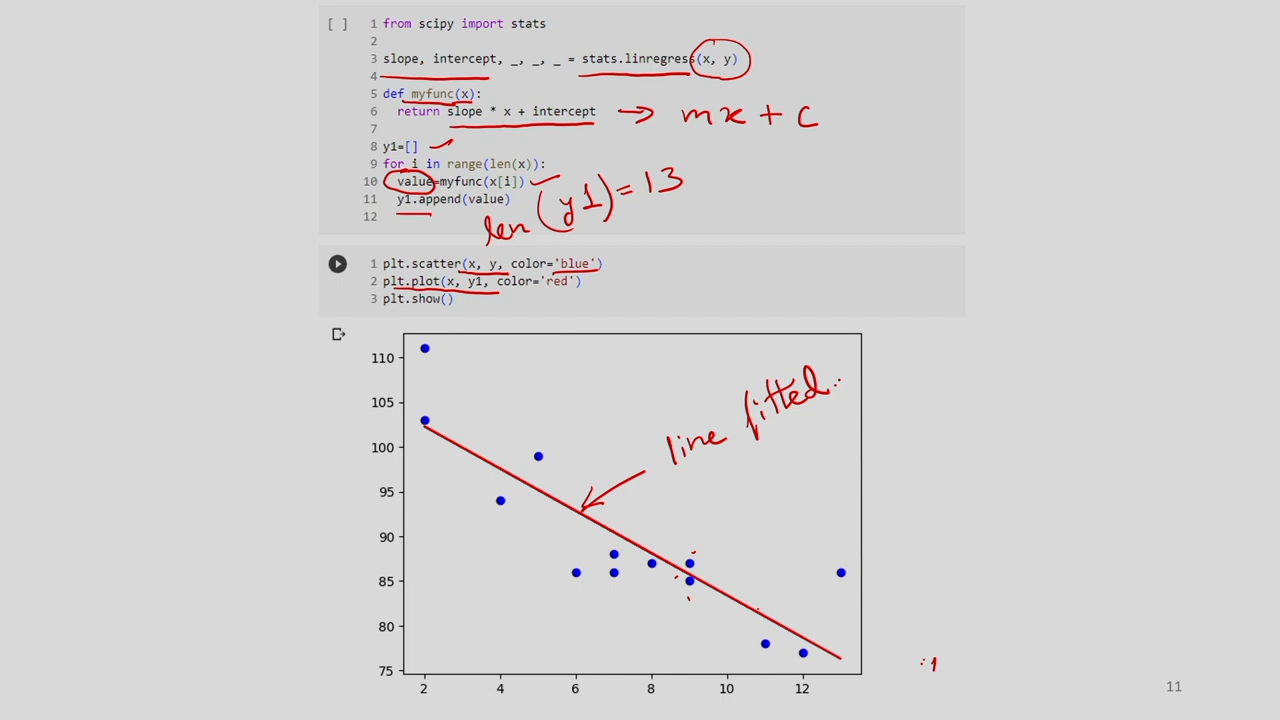 [ ] 1 from scipy import stats
2
3 slope, intercept, _, _, _ = stats.linregress(x, y)
4
5 def myfunc(x):
6 return slope * x + intercept → mx + c
7
8 y1=[]
9 for i in range(len(x)):
10 value=myfunc(x[i])
11 y1.append(value)
12
len (y1) = 13
1 plt.scatter(x, y, color='blue')
2 plt.plot(x, y1, color='red')
3 plt.show()
110
105
100
95
90
85
80
75
line fitted
2 4 6 8 10 12
11